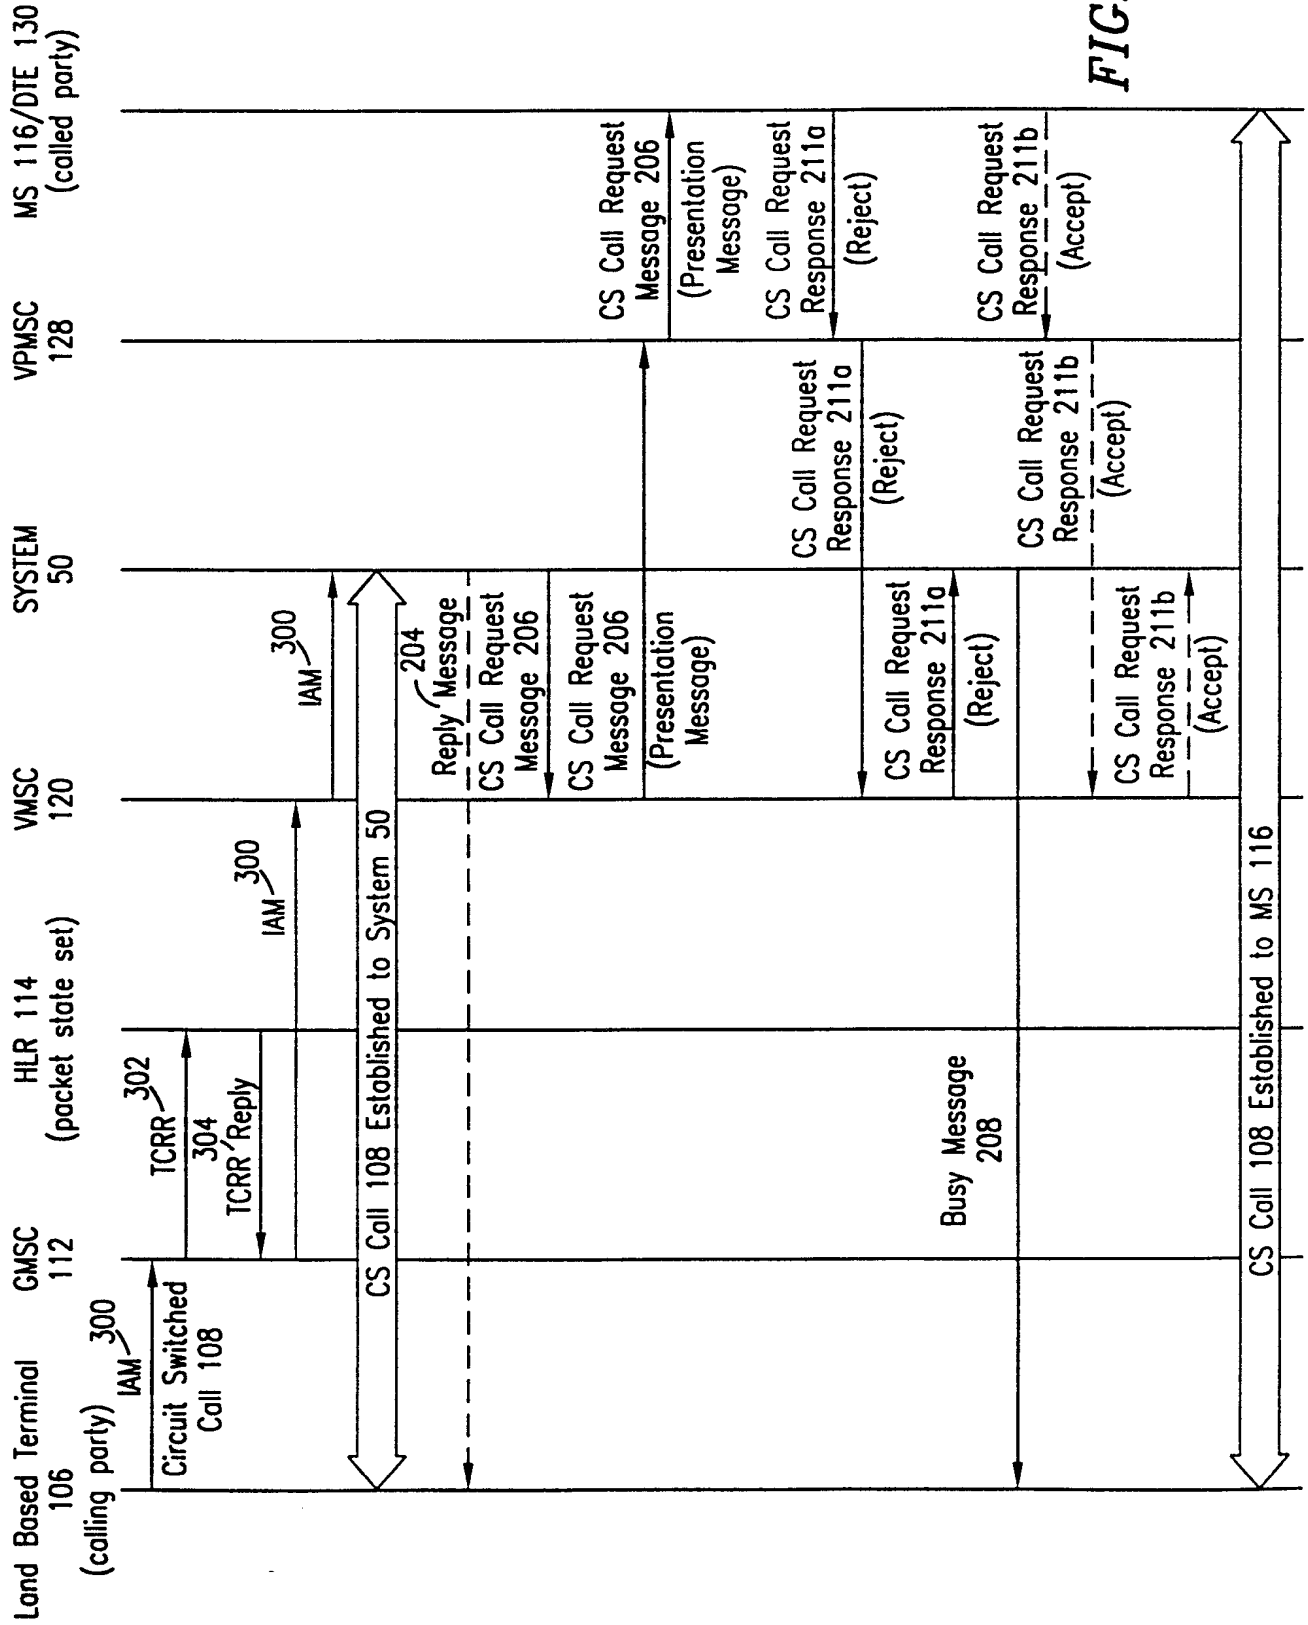 Land Based Terminal
106
(calling party)
GMSC
112
HLR 114
(packet state set)
VMSC
120
SYSTEM
50
VPMSC
128
MS 116/DTE 130
(called party)
300
IAM
Circuit Switched
Call 108
302
TCRR
304
TCRR Reply
300
IAM
300
IAM
CS Call 108 Established to System 50
204
Reply Message
CS Call Request
Message 206
CS Call Request
Message 206
(Presentation
Message)
CS Call Request
Message 206
(Presentation
Message)
CS Call Request
Response 211a
(Reject)
CS Call Request
Response 211a
(Reject)
CS Call Request
Response 211a
(Reject)
Busy Message
208
CS Call Request
Response 211b
(Accept)
CS Call Request
Response 211b
(Accept)
CS Call Request
Response 211b
(Accept)
CS Call 108 Established to MS 116
FIG.